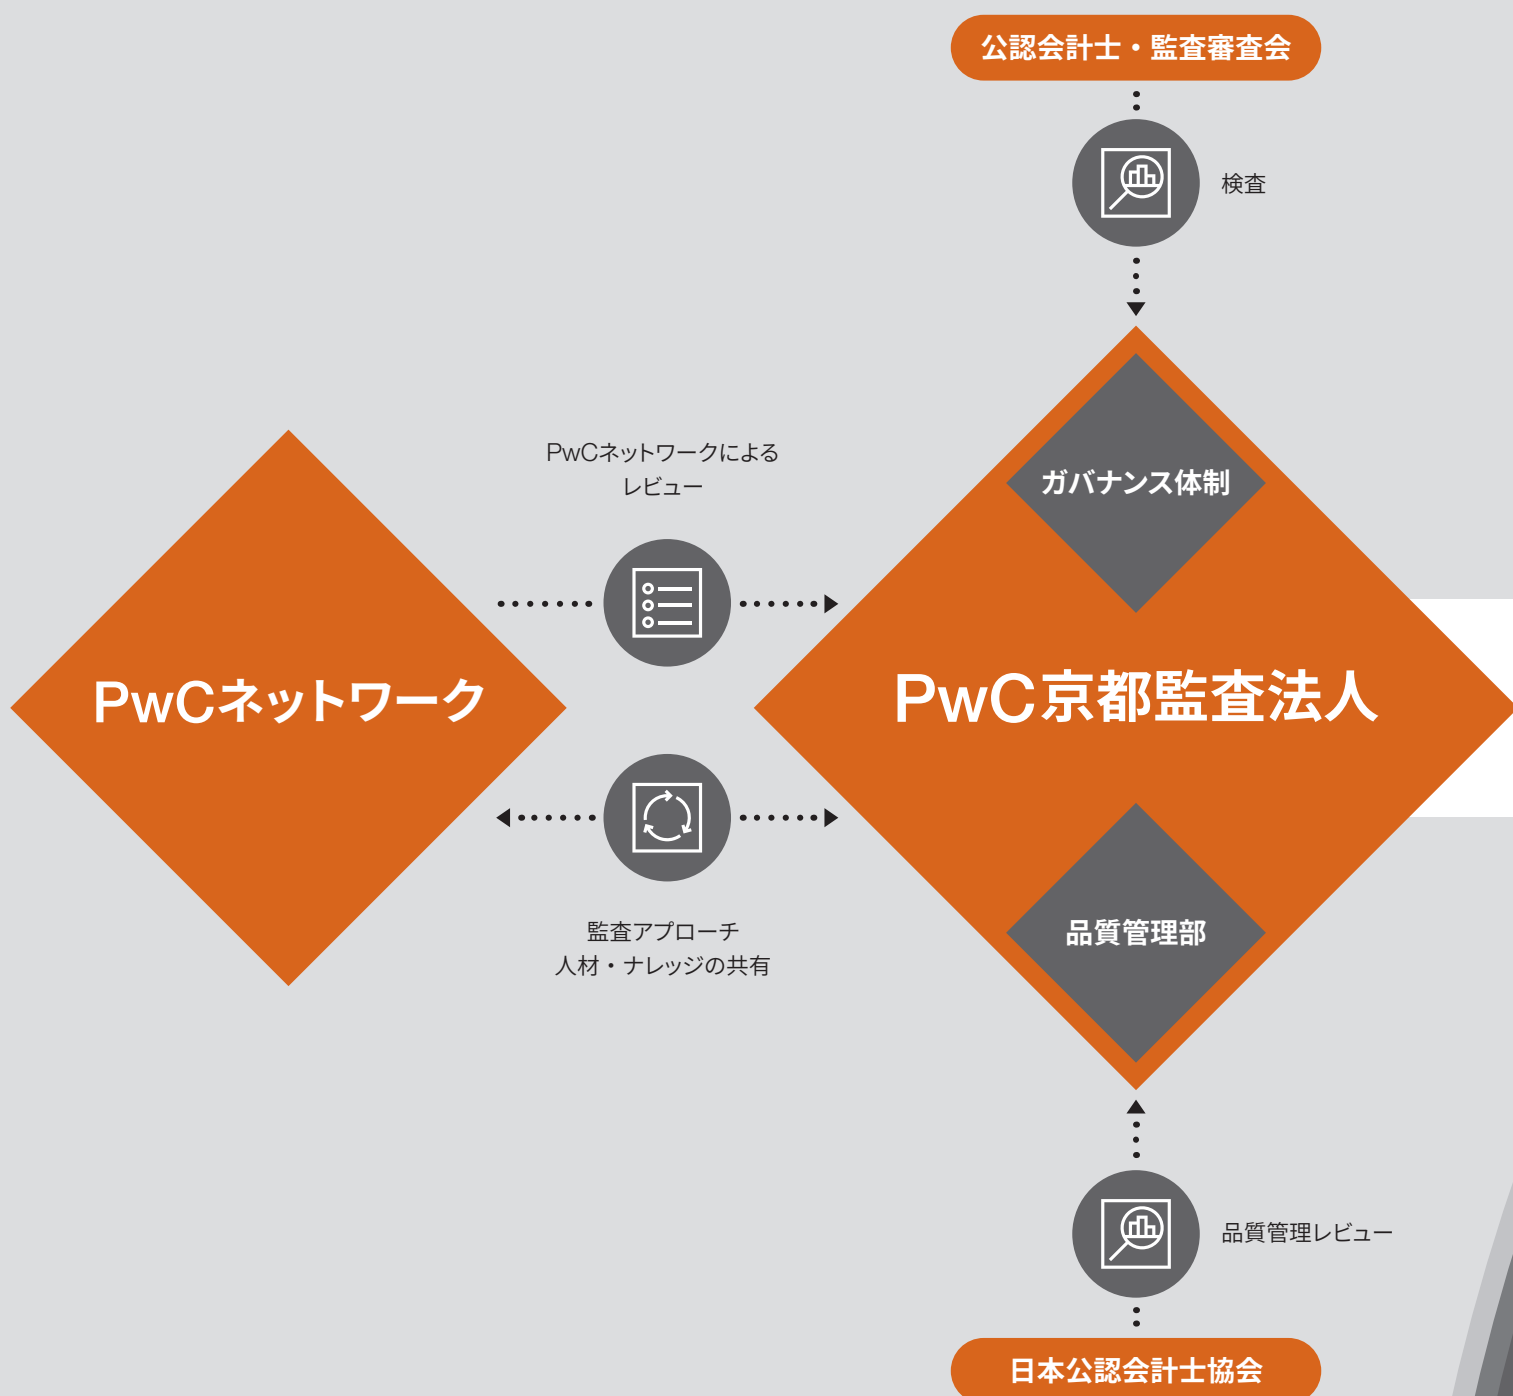 公認会計士・監査審査会
検査
PwCネットワークによる
レビュー
ガバナンス体制
PwCネットワーク
PwC京都監査法人
監査アプローチ
人材・ナレッジの共有
品質管理部
品質管理レビュー
日本公認会計士協会